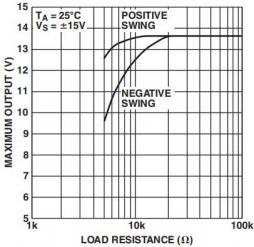 15
14
13
12
11
10
9
8
7
6
5
TA = 25°C
VS = ±15V
POSITIVE
SWING
NEGATIVE
SWING
MAXIMUM OUTPUT (V)
1k
10k
100k
LOAD RESISTANCE (Ω)